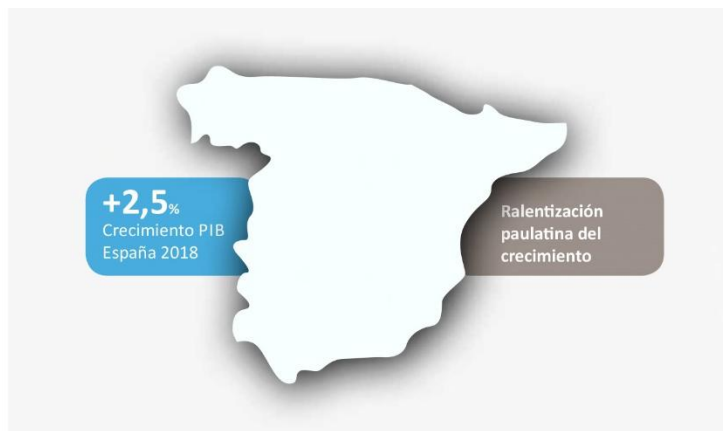 +2,5%
Crecimiento PIB
España 2018
Ralentización
paulatina del
crecimiento